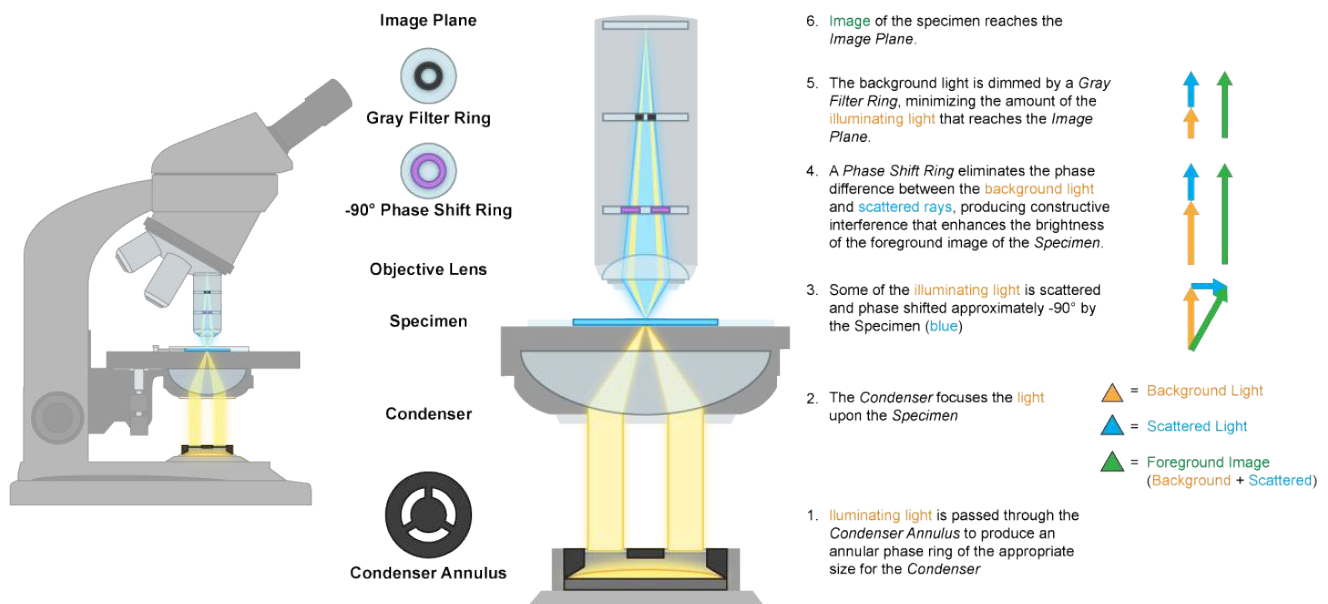 Image Plane
Gray Filter Ring
-90° Phase Shift Ring
Objective Lens
Specimen
Condenser
Condenser Annulus
6. Image of the specimen reaches the
Image Plane.
5. The background light is dimmed by a Gray
Filter Ring, minimizing the amount of the
illuminating light that reaches the Image
Plane.
4. A Phase Shift Ring eliminates the phase
difference between the background light
and scattered rays, producing constructive
interference that enhances the brightness
of the foreground image of the Specimen.
3. Some of the illuminating light is scattered
and phase shifted approximately -90° by
the Specimen (blue)
2. The Condenser focuses the light
upon the Specimen
1. Iluminating light is passed through the
Condenser Annulus to produce an
annular phase ring of the appropriate
size for the Condenser
= Background Light
= Scattered Light
= Foreground Image
(Background + Scattered)